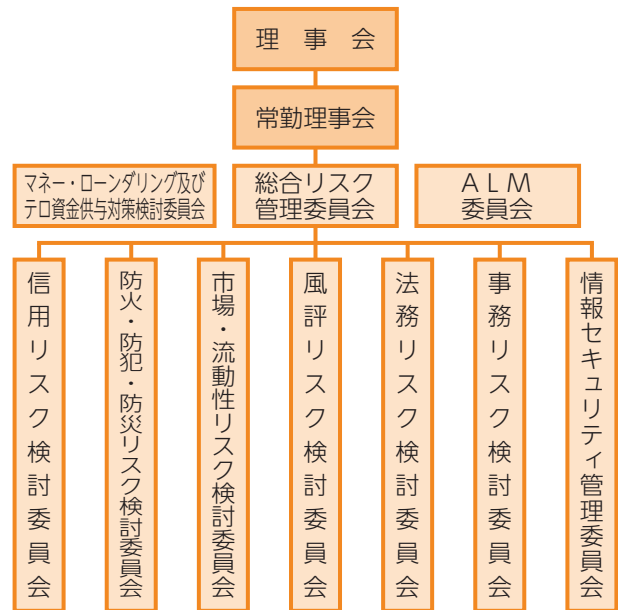 理事会
常勤理事会
マネー・ローンダリング及び
テロ資金供与対策検討委員会
総合リスク
管理委員会
ALM
委員会
信用リスク検討委員会
防火・防犯・防災リスク検討委員会
市場・流動性リスク検討委員会
風評リスク検討委員会
法務リスク検討委員会
事務リスク検討委員会
情報セキュリティ管理委員会